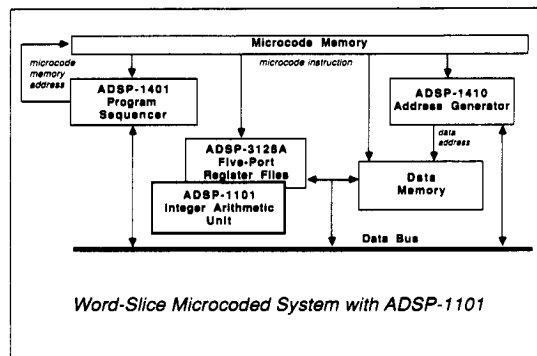 Microcode Memory
microcode
memory
address
microcode instruction
ADSP-1401
Program
Sequencer
ADSP-1410
Address Generator
data
address
ADSP-3128A
Five-Port
Register Files
Data
Memory
ADSP-1101
Integer Arithmetic
Unit
Data Bus
Word-Slice Microcoded System with ADSP-1101